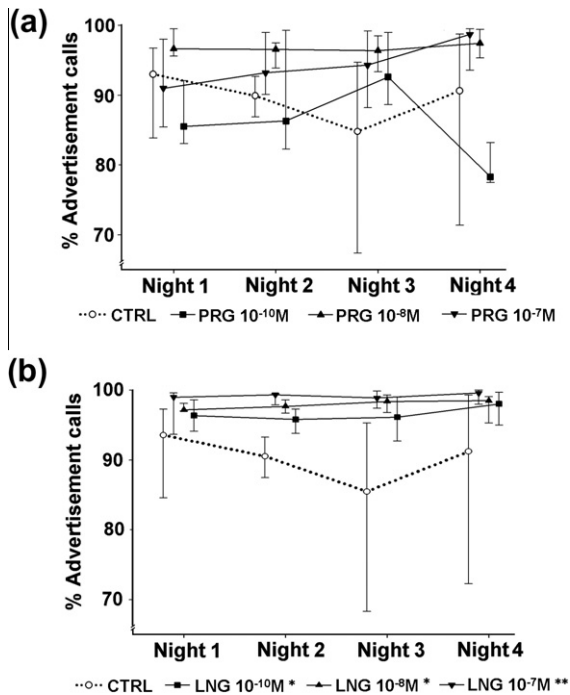 (a)
% Advertisement calls
100
90
80
70
Night 1 Night 2 Night 3 Night 4
CTRL PRG 10⁻¹⁰M PRG 10⁻⁸M PRG 10⁻⁷M
(b)
% Advertisement calls
100
90
80
70
Night 1 Night 2 Night 3 Night 4
CTRL LNG 10⁻¹⁰M * LNG 10⁻⁸M * LNG 10⁻⁷M **